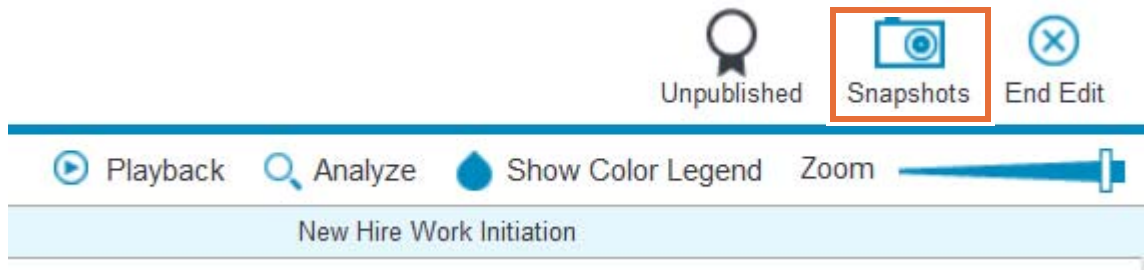 Unpublished Snapshots End Edit
Playback Analyze Show Color Legend Zoom
New Hire Work Initiation